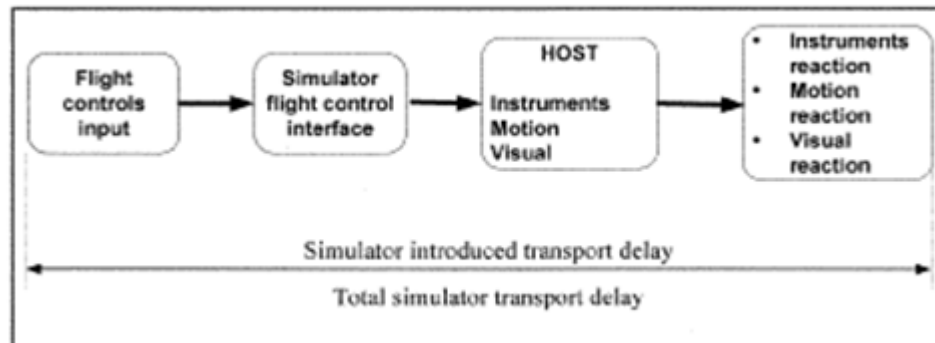 Flight
controls
input
Simulator
flight control
interface
HOST
Instruments
Motion
Visual
• Instruments
reaction
• Motion
reaction
• Visual
reaction
Simulator introduced transport delay
Total simulator transport delay